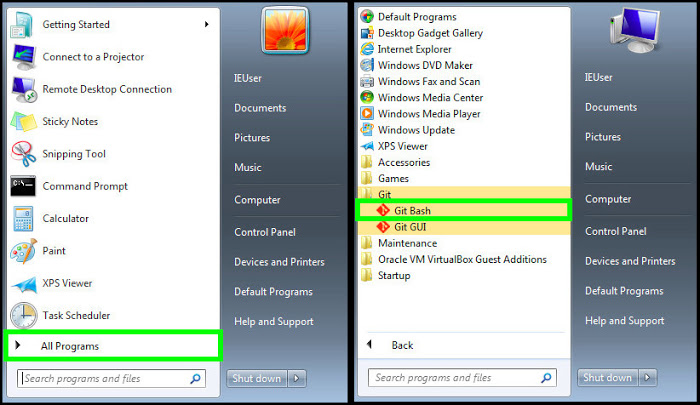 Getting Started
Connect to a Projector
Remote Desktop Connection
Sticky Notes
Snipping Tool
Command Prompt
Calculator
Paint
XPS Viewer
Task Scheduler
All Programs
Search programs and files
IEUser
Documents
Pictures
Music
Computer
Control Panel
Devices and Printers
Default Programs
Help and Support
Shut down
Default Programs
Desktop Gadget Gallery
Internet Explorer
Windows DVD Maker
Windows Fax and Scan
Windows Media Center
Windows Media Player
Windows Update
XPS Viewer
Accessories
Games
Git
Git Bash
Git GUI
Maintenance
Oracle VM VirtualBox Guest Additions
Startup
Back
Search programs and files
IEUser
Documents
Pictures
Music
Computer
Control Panel
Devices and Printers
Default Programs
Help and Support
Shut down